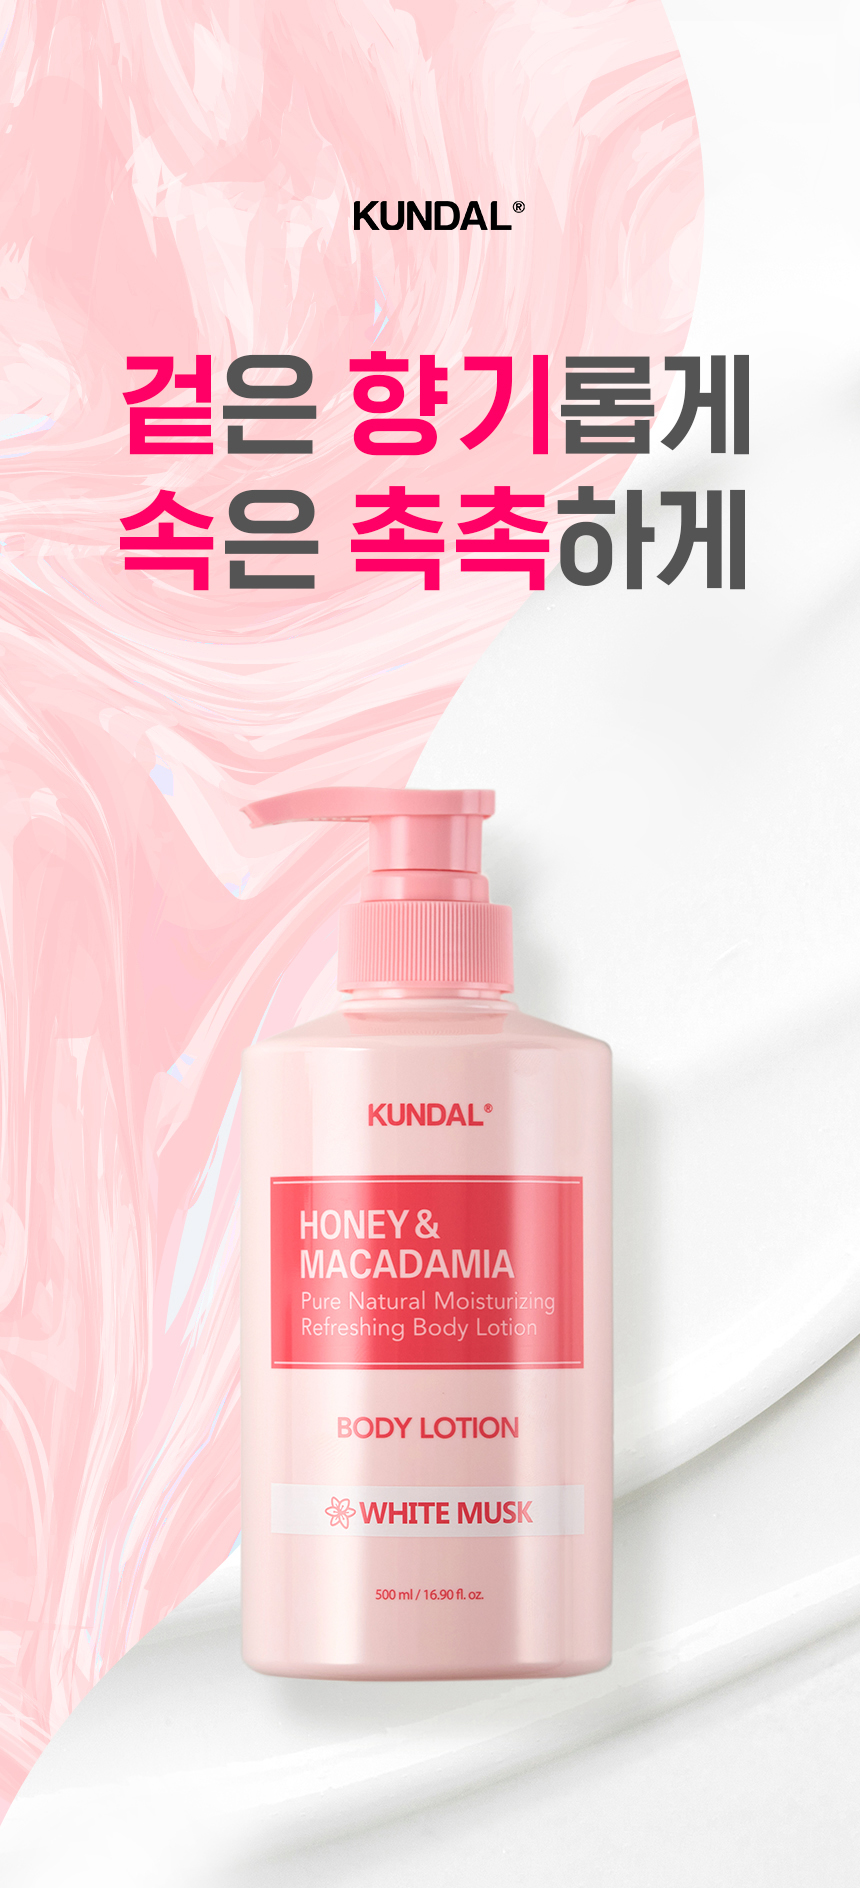 KUNDAL®
겉은 향기롭게
속은 촉촉하게
KUNDAL®
HONEY &
MACADAMIA
Pure Natural Moisturizing
Refreshing Body Lotion
BODY LOTION
WHITE MUSK
500 ml / 16.90 fl. oz.